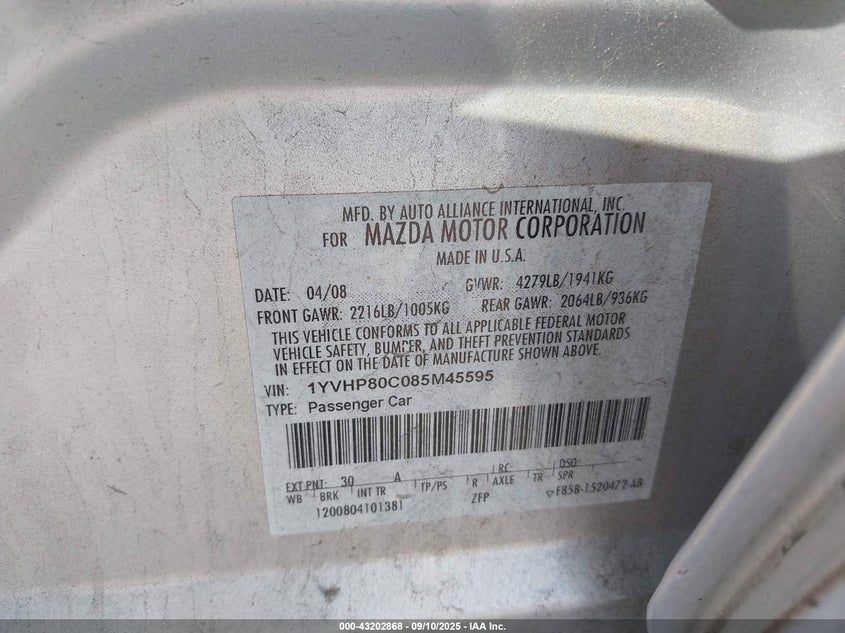 MFD. BY AUTO ALLIANCE INTERNATIONAL, INC.
FOR MAZDA MOTOR CORPORATION
MADE IN U.S.A.
DATE: 04/08 GVWR: 4279LB/1941KG
FRONT GAWR: 2216LB/1005KG REAR GAWR: 2064LB/936KG
THIS VEHICLE CONFORMS TO ALL APPLICABLE FEDERAL MOTOR
VEHICLE SAFETY, BUMPER, AND THEFT PREVENTION STANDARDS
IN EFFECT ON THE DATE OF MANUFACTURE SHOWN ABOVE.
VIN: 1YVHP80C085M45595
TYPE: Passenger Car
EXT PNT: 30 A RC: DSO:
WB BRK INT TR TP/PS R AXLE TR SPR
1200804101381 ZFP F85B-1520472-AB
000-43202868 - 09/10/2025 - IAA Inc.